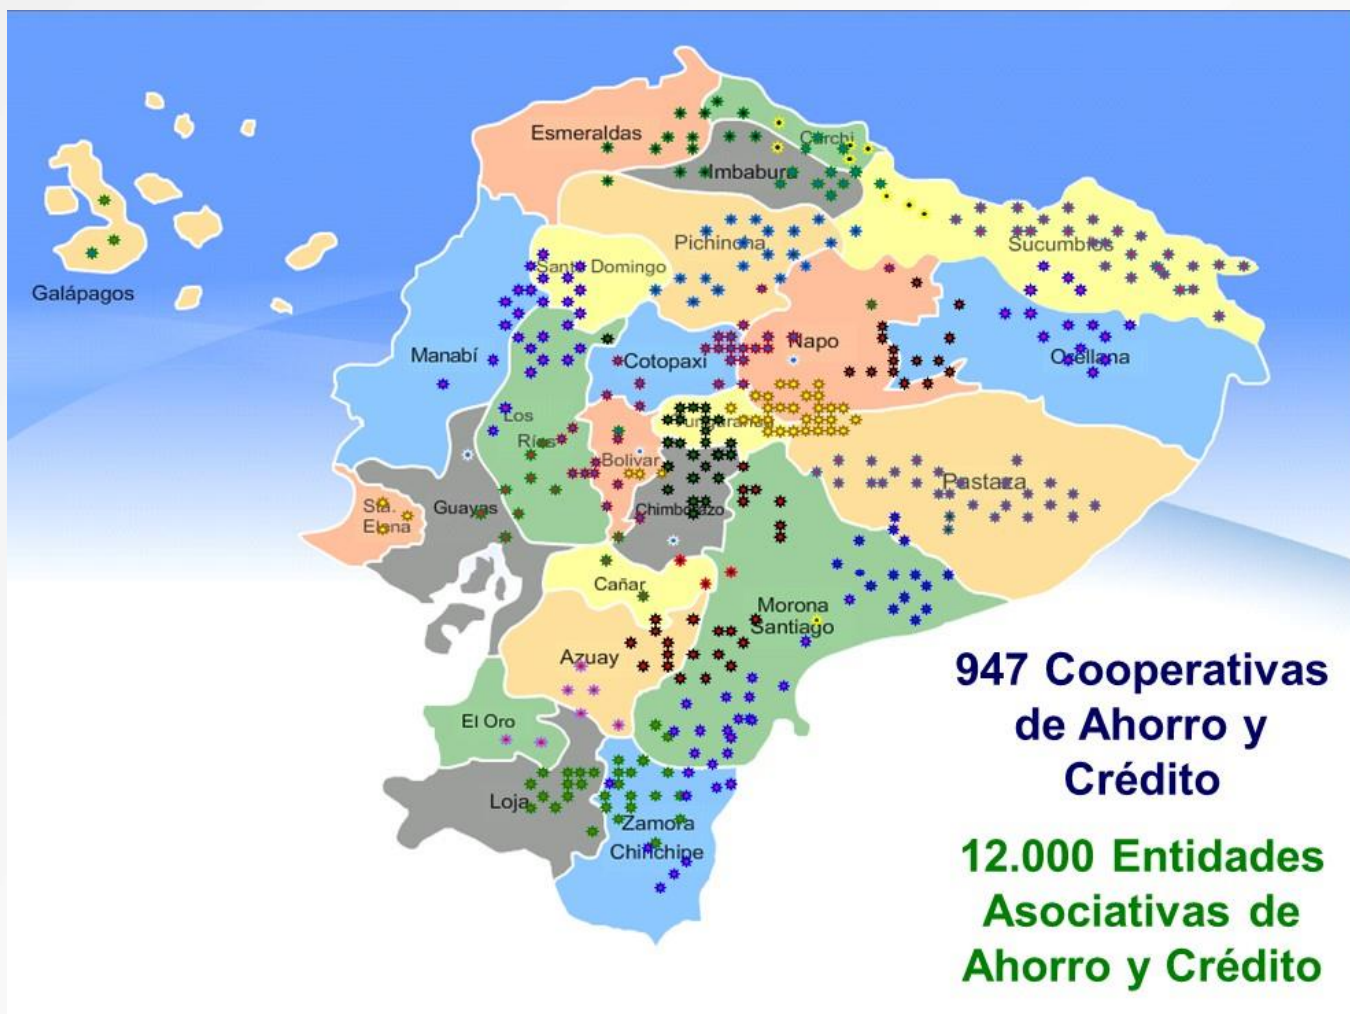 Esmeraldas
Carchi
Imbabura
Pichincha
Sucumbíos
Galápagos
Santo Domingo
Manabí
Cotopaxi
Napo
Orellana
Los
Ríos
Tungurahua
Bolivar
Pastaza
Sta.
Elena
Guayas
Chimborazo
Cañar
Morona
Santiago
Azuay
El Oro
Loja
Zamora
Chinchipe
947 Cooperativas
de Ahorro y
Crédito
12.000 Entidades
Asociativas de
Ahorro y Crédito